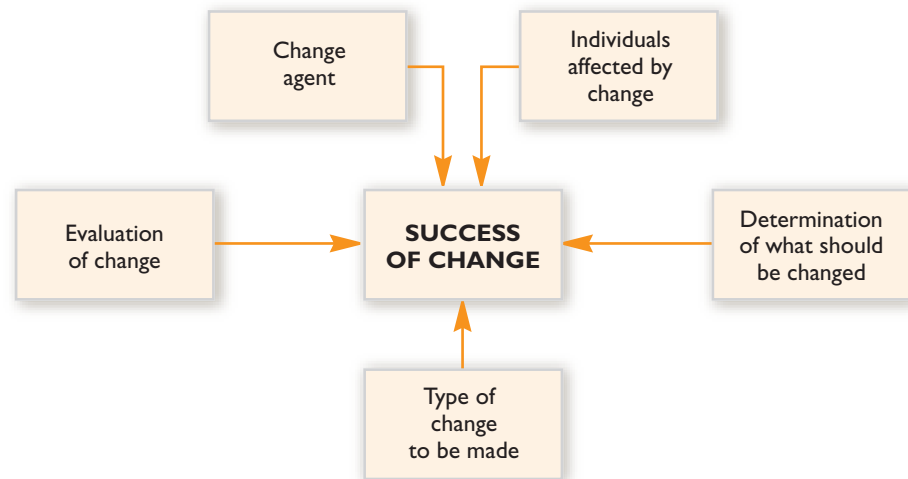 Change
agent
Individuals
affected by
change
Evaluation
of change
SUCCESS
OF CHANGE
Determination
of what should
be changed
Type of
change
to be made